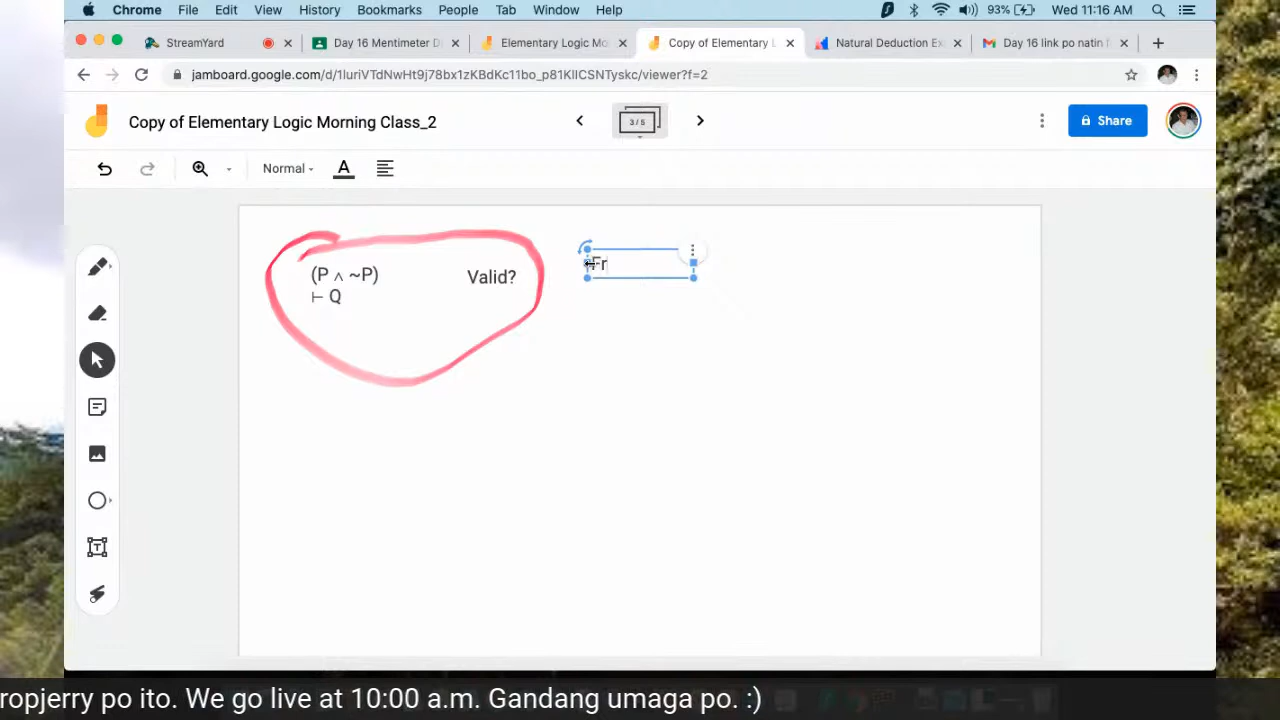 Chrome File Edit View History Bookmarks People Tab Window Help 93% Wed 11:16 AM
StreamYard Day 16 Mentimeter D Elementary Logic Mo Copy of Elementary L Natural Deduction Ex Day 16 link po natin f
jamboard.google.com/d/1luriVTdNwHt9j78bx1zKBdKc11bo_p81KlICSNTyskc/viewer?f=2
Copy of Elementary Logic Morning Class_2 3 / 5 Share
Normal A
(P ∧ ~P) Valid? Fr
⊢ Q
ropjerry po ito. We go live at 10:00 a.m. Gandang umaga po. :)